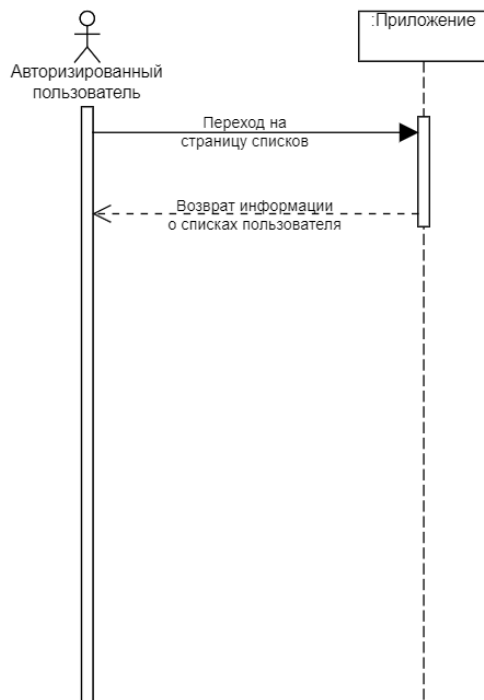 :Приложение
Авторизированный
пользователь
Переход на
страницу списков
Возврат информации
о списках пользователя